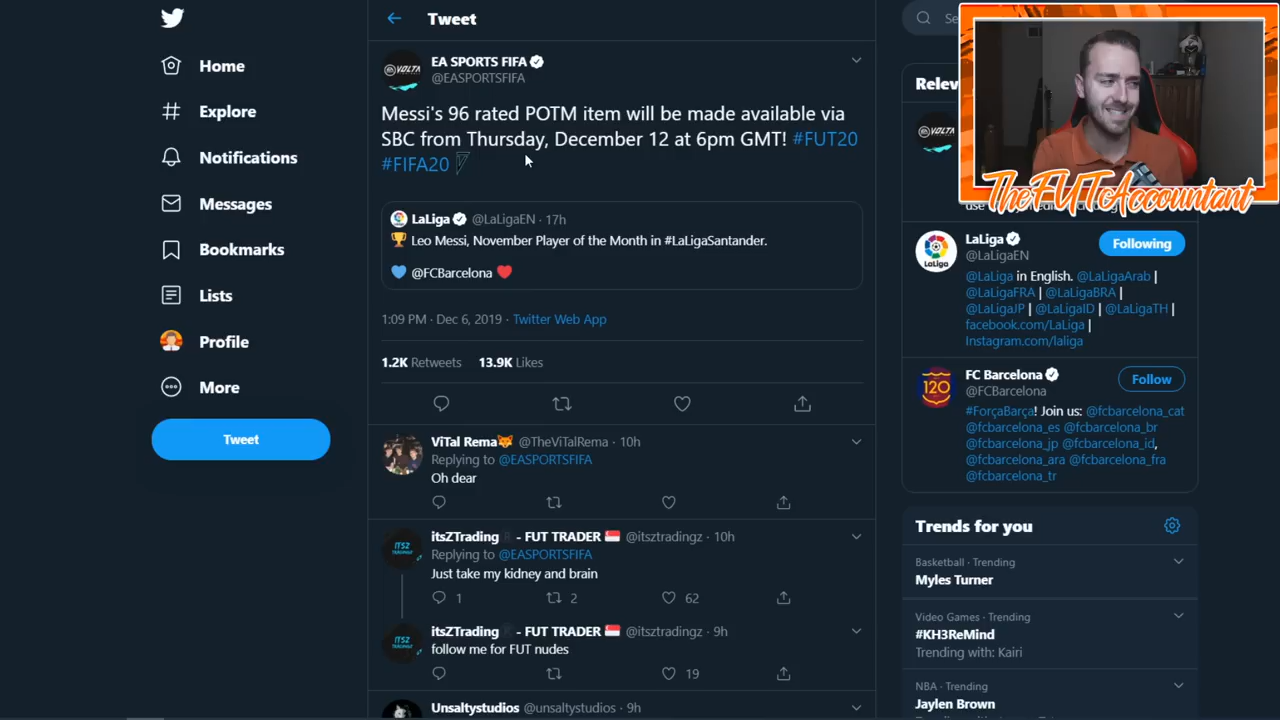 Home
Explore
Notifications
Messages
Bookmarks
Lists
Profile
More
Tweet
Tweet
EA SPORTS FIFA
@EASPORTSFIFA
Messi's 96 rated POTM item will be made available via
SBC from Thursday, December 12 at 6pm GMT! #FUT20
#FIFA20
LaLiga @LaLigaEN · 17h
Leo Messi, November Player of the Month in #LaLigaSantander.
@FCBarcelona
1:09 PM · Dec 6, 2019 · Twitter Web App
1.2K Retweets 13.9K Likes
ViTal Rema @TheViTalRema · 10h
Replying to @EASPORTSFIFA
Oh dear
itsZTrading - FUT TRADER @itsztradingz · 10h
Replying to @EASPORTSFIFA
Just take my kidney and brain
1 2 62
itsZTrading - FUT TRADER @itsztradingz · 9h
follow me for FUT nudes
19
Unsaltystudios @unsaltystudios · 9h
TheFUTAccountant
LaLiga
@LaLigaEN
Following
@LaLiga in English. @LaLigaArab |
@LaLigaFRA | @LaLigaBRA |
@LaLigaJP | @LaLigaID | @LaLigaTH |
facebook.com/LaLiga |
Instagram.com/laliga
FC Barcelona
@FCBarcelona
Follow
#ForçaBarça! Join us: @fcbarcelona_cat
@fcbarcelona_es @fcbarcelona_br
@fcbarcelona_jp @fcbarcelona_id,
@fcbarcelona_ara @fcbarcelona_fra
@fcbarcelona_tr
Trends for you
Basketball · Trending
Myles Turner
Video Games · Trending
#KH3ReMind
Trending with: Kairi
NBA · Trending
Jaylen Brown